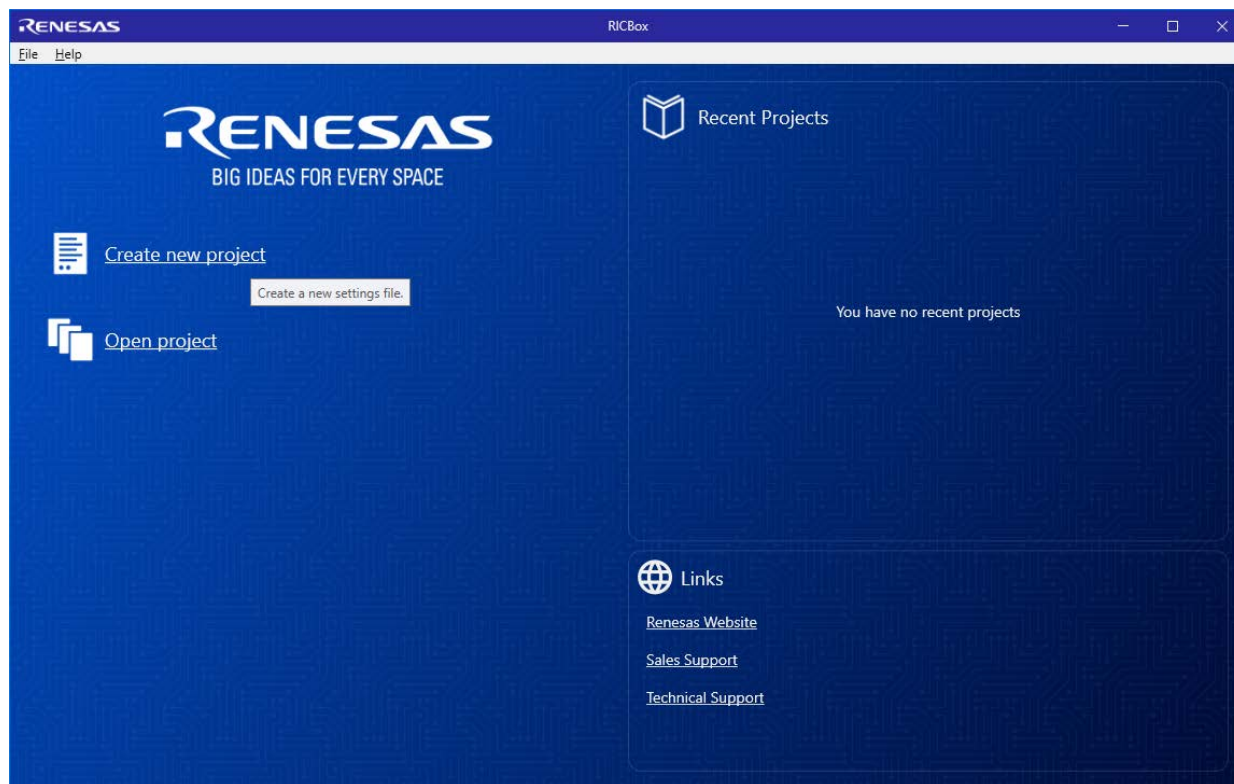 RENESAS
RICBox
File Help
RENESAS
BIG IDEAS FOR EVERY SPACE
Create new project
Create a new settings file.
Open project
Recent Projects
You have no recent projects
Links
Renesas Website
Sales Support
Technical Support